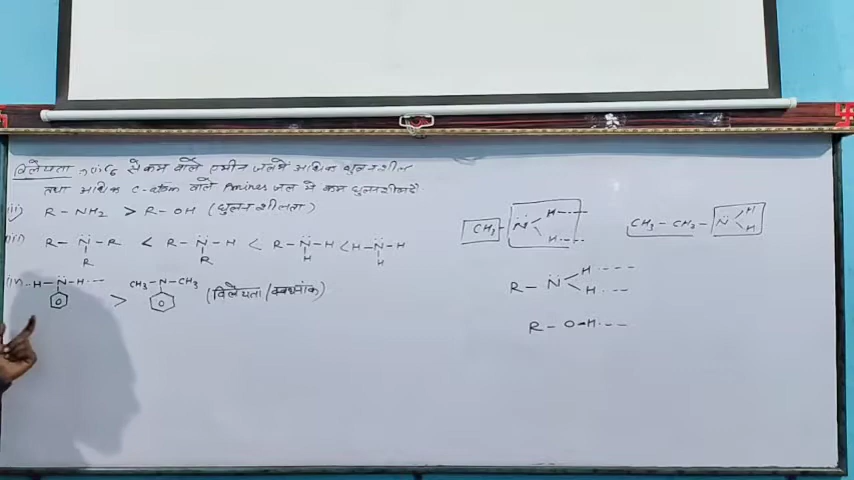 विलेयता से कम वाले एमीन जल में अधिक घुलनशील
तथा अधिक C-atom वाले Amines जल में कम घुलनशील है
(ii) R - NH₂ > R - OH (घुलनशीलता)
(iii) R - N̈ - R < R - N̈ - H < R - N̈ - H < H - N̈ - H
R R H H
(iv) --H - N̈ - H-- > CH₃ - N̈ - CH₃ (विलेयता / क्वथनांक)
CH₃ - N̈ H---- H----
CH₃ - CH₂ - N̈ H H
R - N̈ H---- H---
R - O - H----